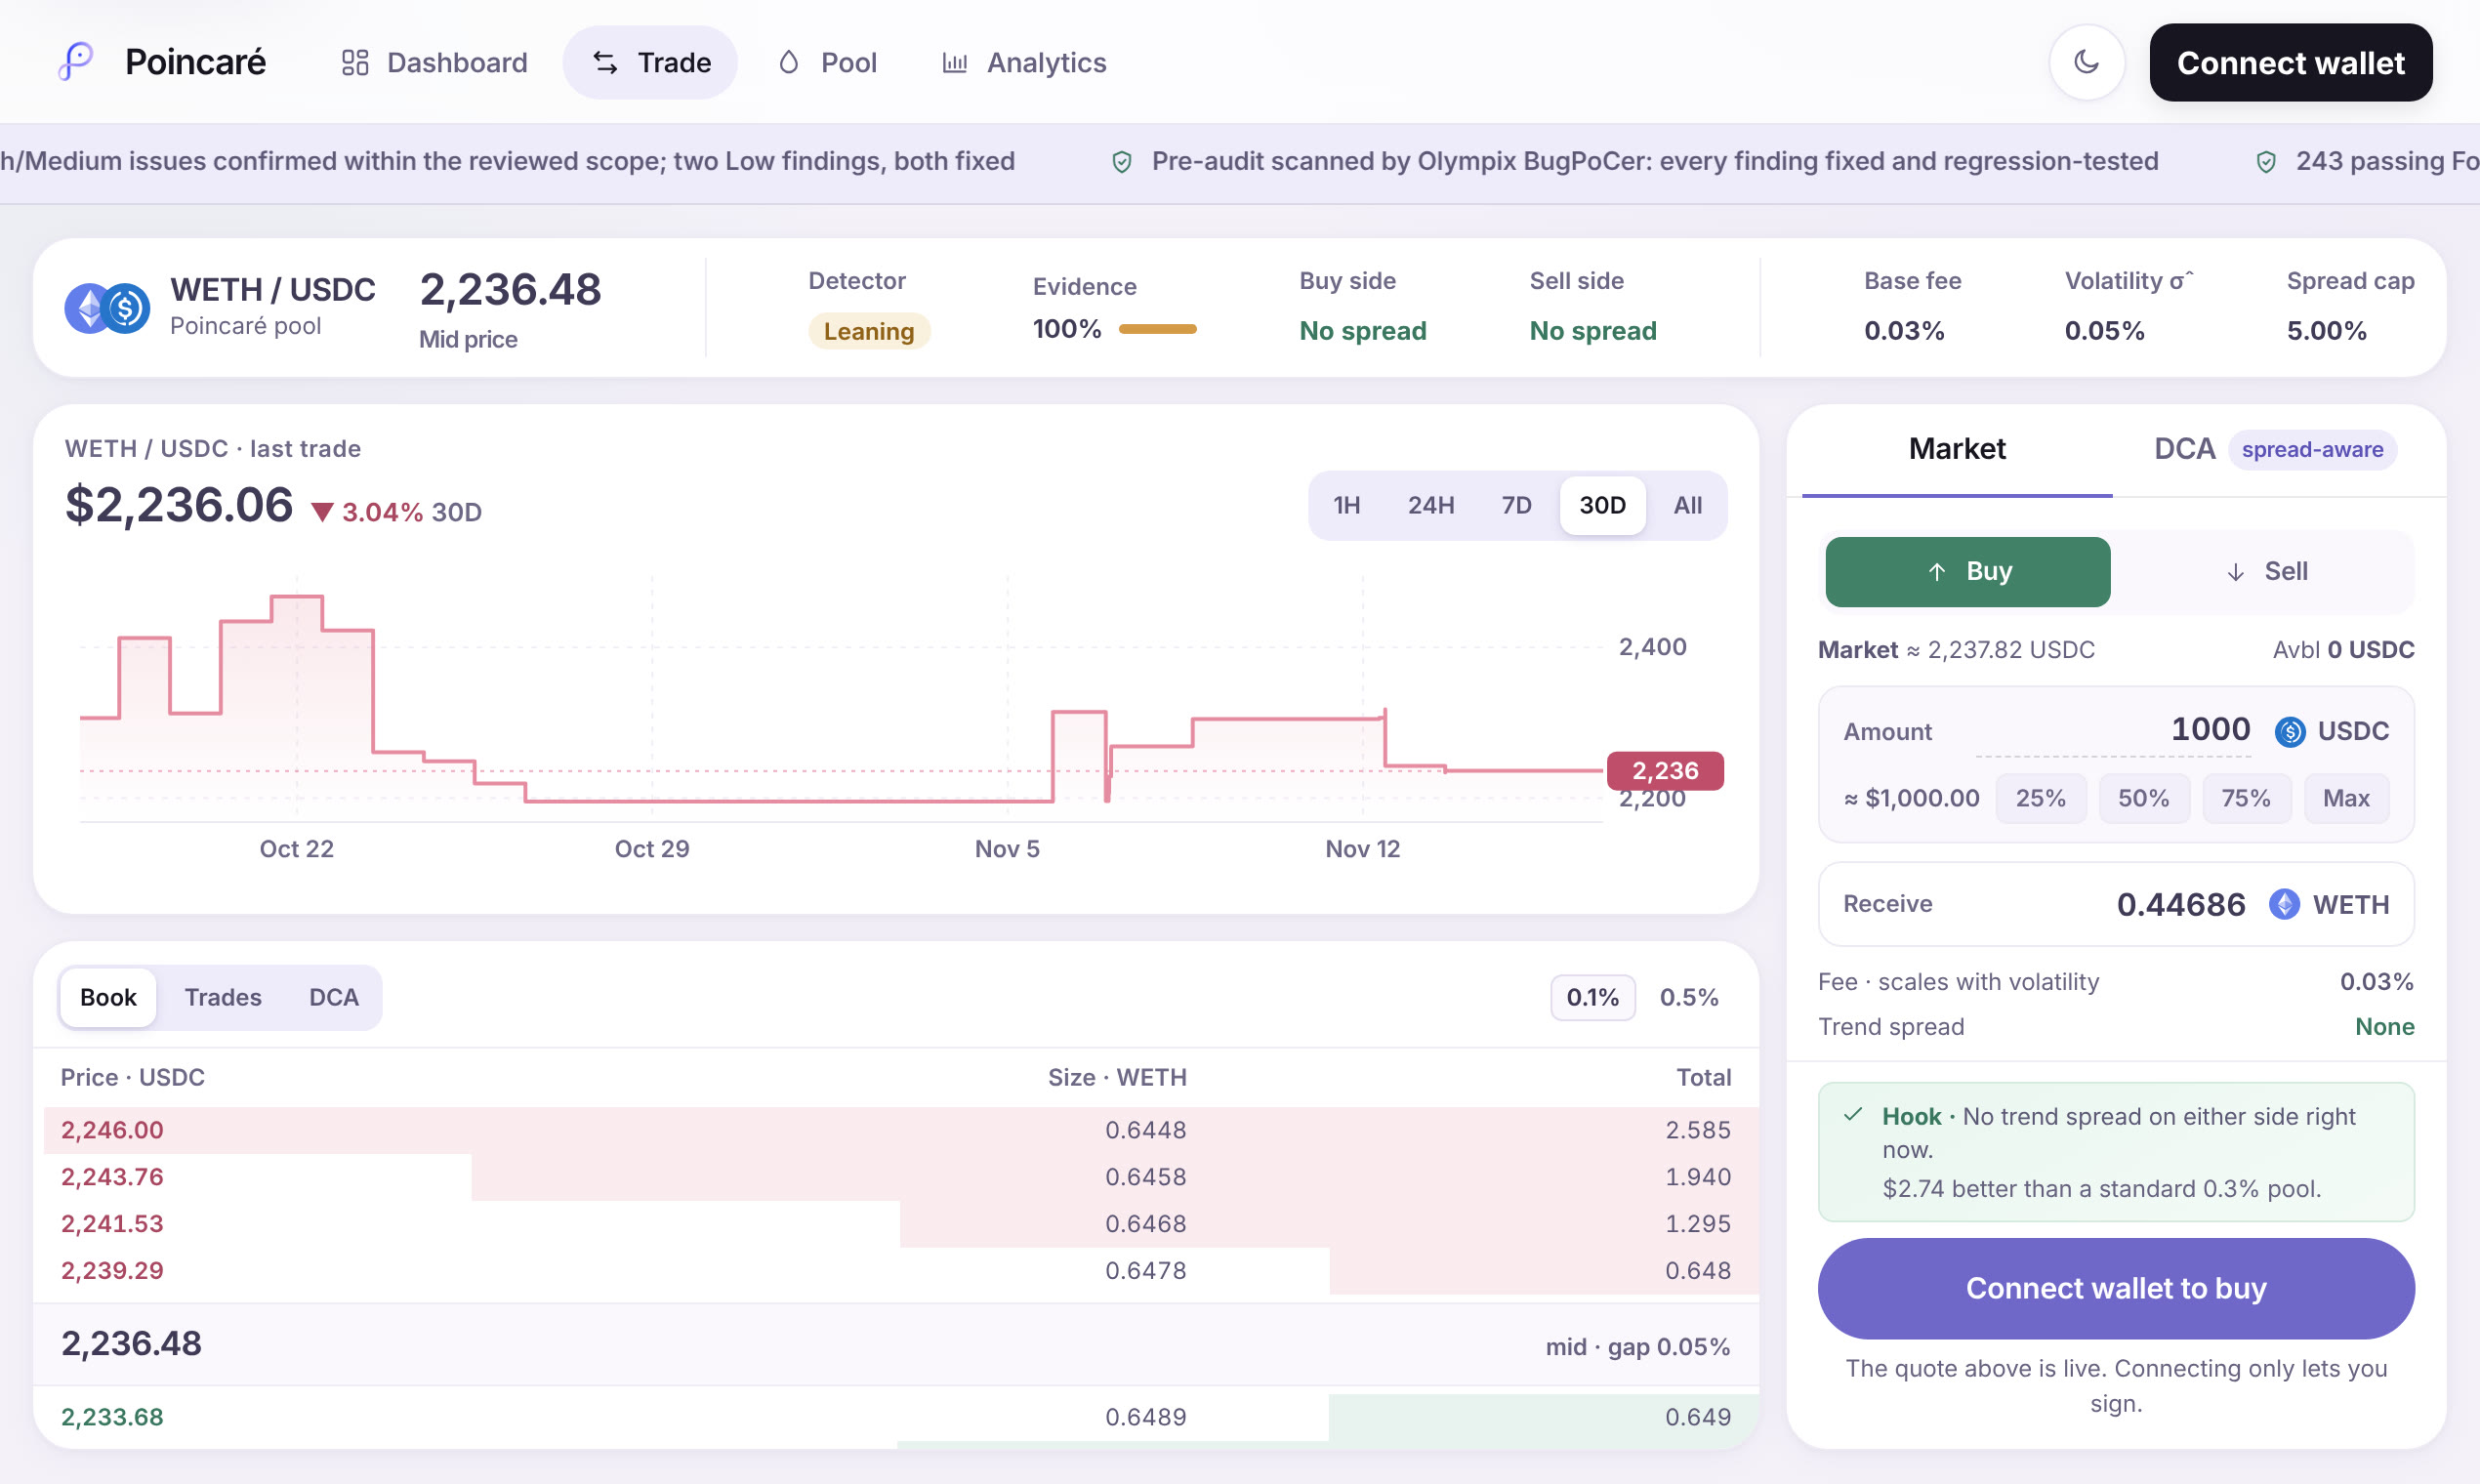 Poincaré
Dashboard
Trade
Pool
Analytics
Connect wallet
h/Medium issues confirmed within the reviewed scope; two Low findings, both fixed
Pre-audit scanned by Olympix BugPoCer: every finding fixed and regression-tested
243 passing Fo
WETH / USDC
Poincaré pool
2,236.48
Mid price
Detector
Leaning
Evidence
100%
Buy side
No spread
Sell side
No spread
Base fee
0.03%
Volatility σ̂
0.05%
Spread cap
5.00%
WETH / USDC · last trade
$2,236.06 ▼ 3.04% 30D
1H 24H 7D 30D All
2,400
2,236
2,200
Oct 22 Oct 29 Nov 5 Nov 12
Book Trades DCA
0.1% 0.5%
Price · USDC Size · WETH Total
2,246.00 0.6448 2.585
2,243.76 0.6458 1.940
2,241.53 0.6468 1.295
2,239.29 0.6478 0.648
2,236.48 mid · gap 0.05%
2,233.68 0.6489 0.649
Market
DCA spread-aware
Buy
Sell
Market ≈ 2,237.82 USDC
Avbl 0 USDC
Amount 1000 USDC
≈ $1,000.00 25% 50% 75% Max
Receive 0.44686 WETH
Fee · scales with volatility 0.03%
Trend spread None
Hook · No trend spread on either side right
now.
$2.74 better than a standard 0.3% pool.
Connect wallet to buy
The quote above is live. Connecting only lets you
sign.